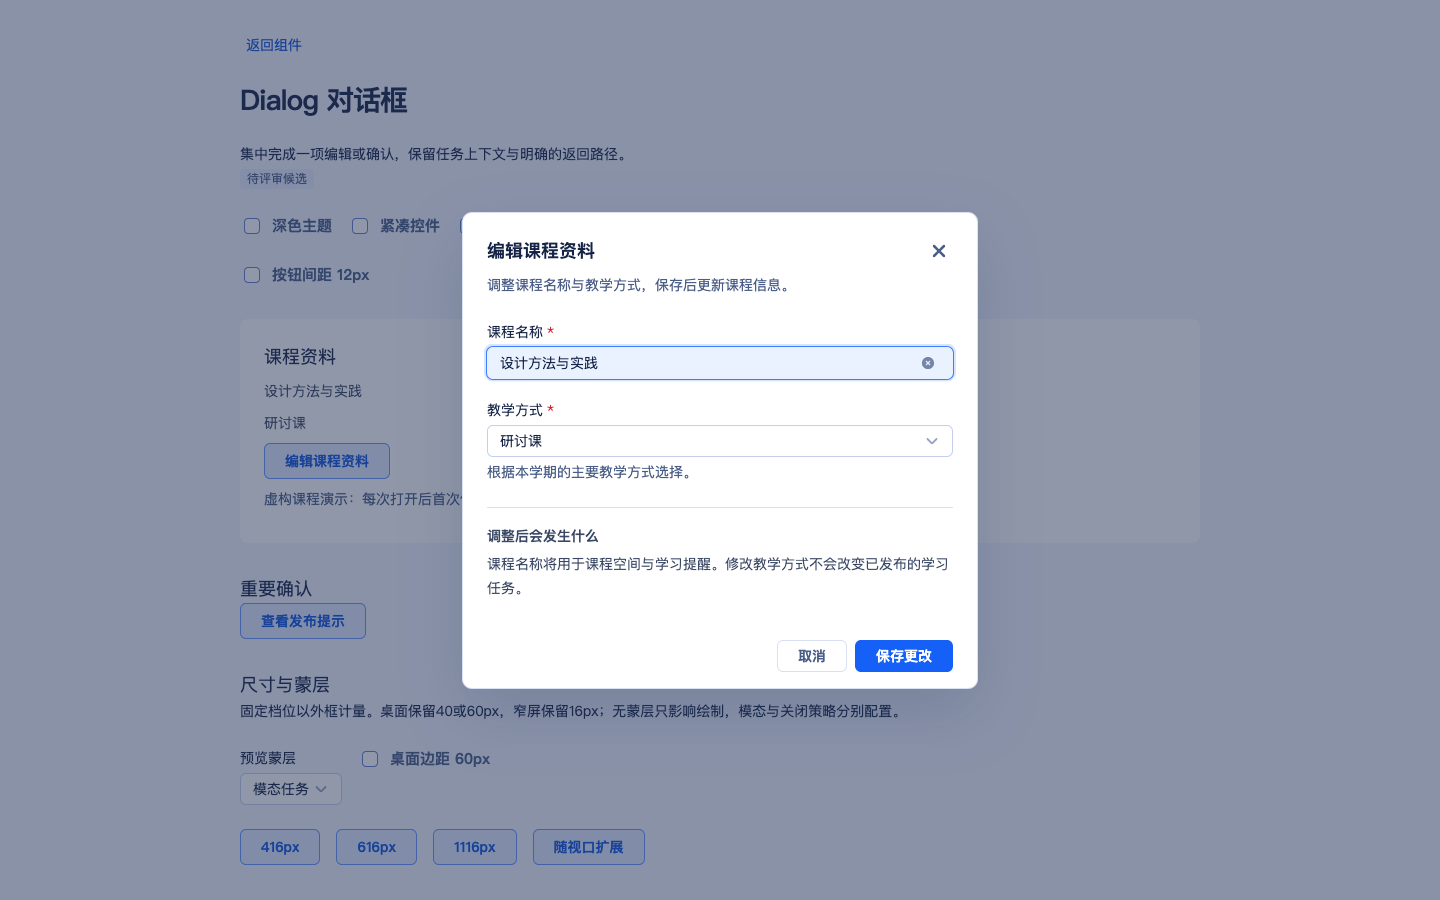 返回组件
Dialog 对话框
集中完成一项编辑或确认，保留任务上下文与明确的返回路径。
待评审候选
深色主题
紧凑控件
按钮间距 12px
课程资料
设计方法与实践
研讨课
编辑课程资料
虚构课程演示：每次打开后首次
重要确认
查看发布提示
尺寸与蒙层
固定档位以外框计量。桌面保留40或60px，窄屏保留16px；无蒙层只影响绘制，模态与关闭策略分别配置。
预览蒙层
桌面边距 60px
模态任务
416px
616px
1116px
随视口扩展
编辑课程资料
调整课程名称与教学方式，保存后更新课程信息。
课程名称 *
设计方法与实践
教学方式 *
研讨课
根据本学期的主要教学方式选择。
调整后会发生什么
课程名称将用于课程空间与学习提醒。修改教学方式不会改变已发布的学习
任务。
取消
保存更改